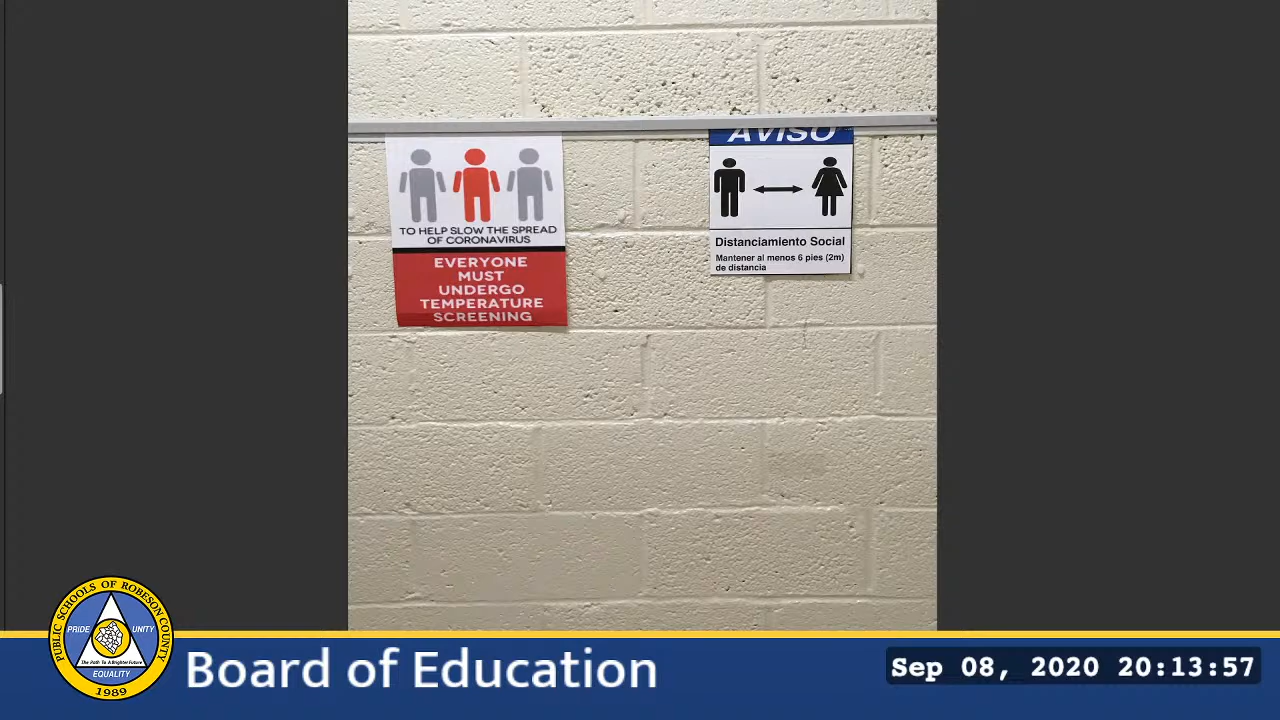 TO HELP SLOW THE SPREAD
OF CORONAVIRUS
EVERYONE
MUST
UNDERGO
TEMPERATURE
SCREENING
AVISO
Distanciamiento Social
Mantener al menos 6 pies (2m)
de distancia
PUBLIC SCHOOLS OF ROBESON COUNTY
PRIDE UNITY
The Path To A Brighter Future
EQUALITY
1989
Board of Education
Sep 08, 2020 20:13:57